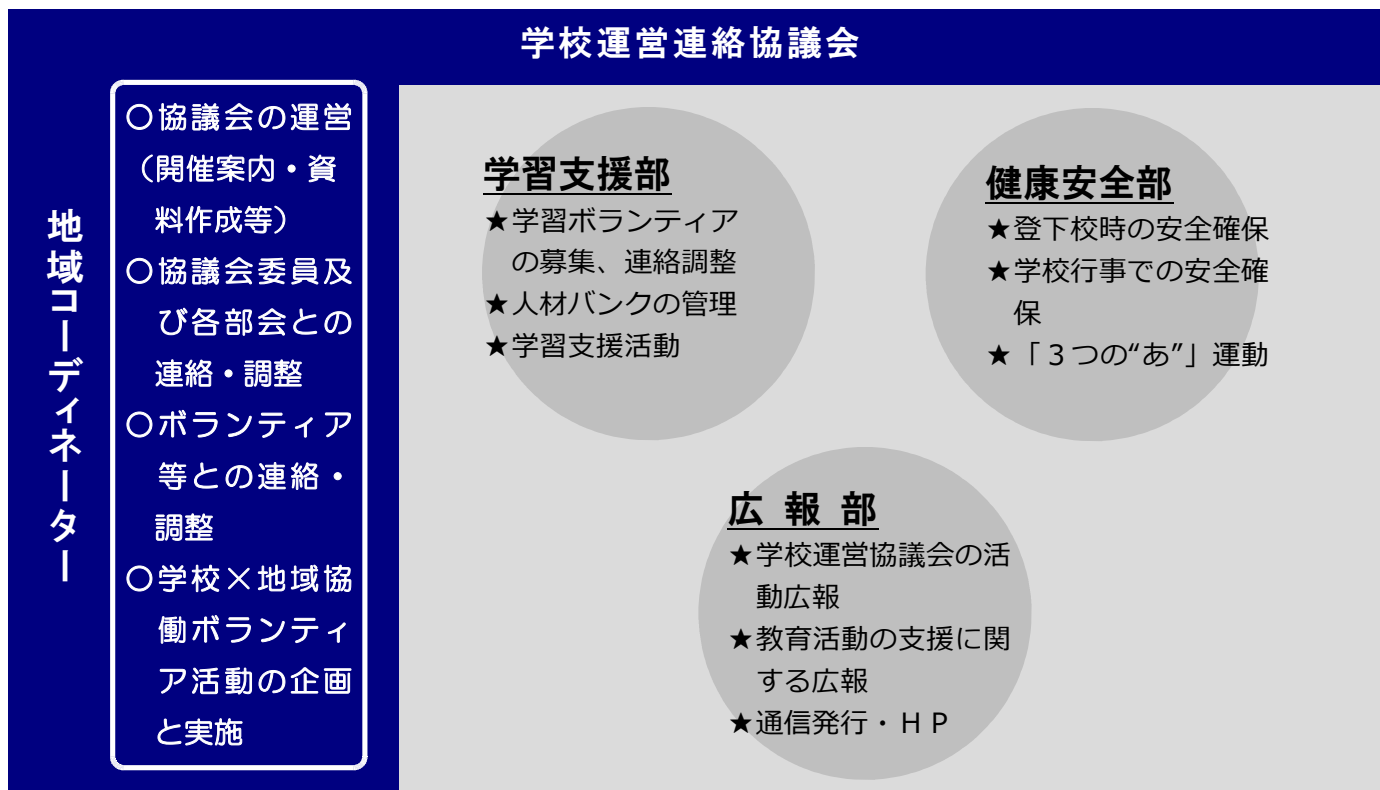 学校運営連絡協議会
地域コーディネーター
〇協議会の運営
（開催案内・資
料作成等）
〇協議会委員及
び各部会との
連絡・調整
〇ボランティア
等との連絡・
調整
〇学校×地域協
働ボランティ
ア活動の企画
と実施
学習支援部
★学習ボランティア
の募集、連絡調整
★人材バンクの管理
★学習支援活動
健康安全部
★登下校時の安全確保
★学校行事での安全確
保
★「３つの“あ”」運動
広 報 部
★学校運営協議会の活
動広報
★教育活動の支援に関
する広報
★通信発行・ＨＰ